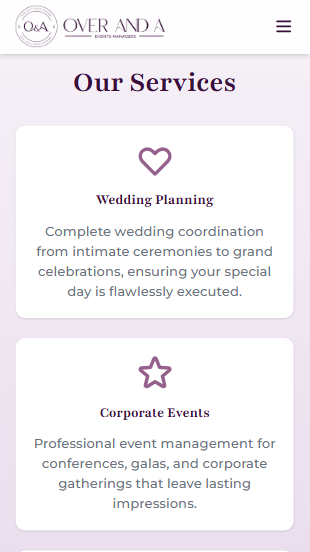 O&A
OVER AND A
EVENTS MANAGERS
Our Services
Wedding Planning
Complete wedding coordination
from intimate ceremonies to grand
celebrations, ensuring your special
day is flawlessly executed.
Corporate Events
Professional event management for
conferences, galas, and corporate
gatherings that leave lasting
impressions.